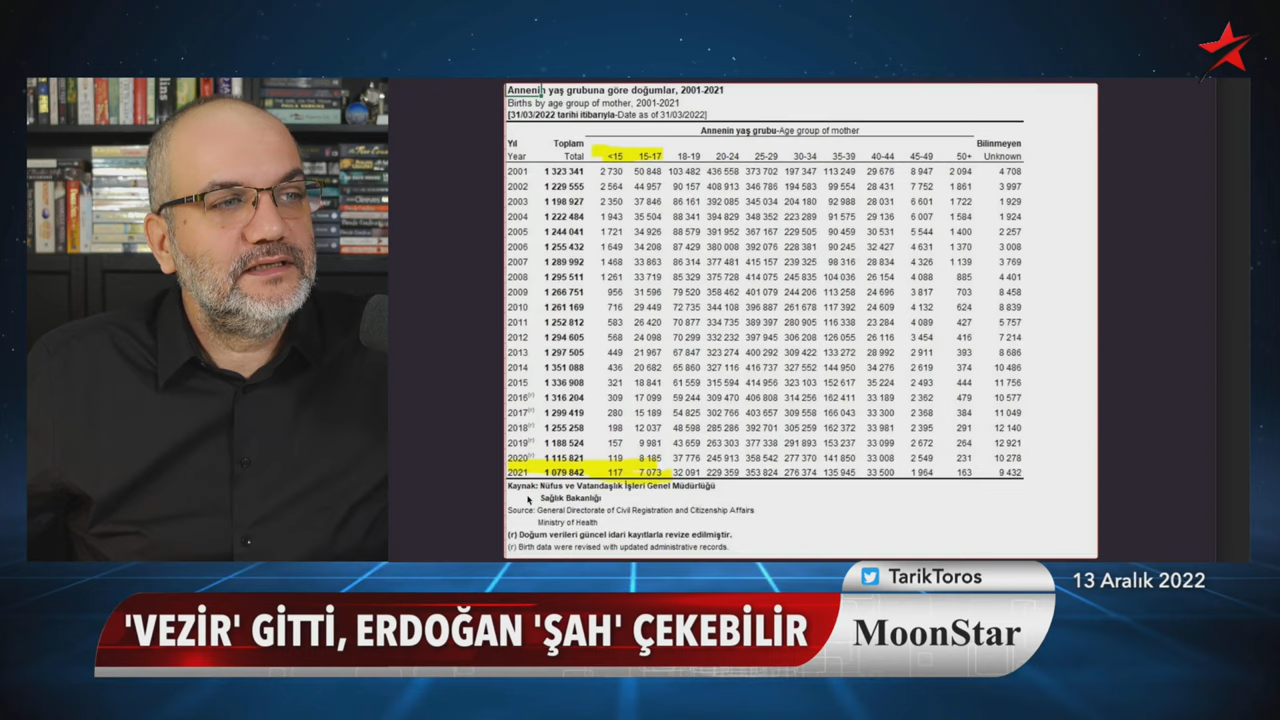 Annenin yaş grubuna göre doğumlar, 2001-2021
Births by age group of mother, 2001-2021
[31/03/2022 tarihi itibarıyla-Date as of 31/03/2022]
Annenin yaş grubu-Age group of mother
Yıl Toplam Bilinmeyen
Year Total <15 15-17 18-19 20-24 25-29 30-34 35-39 40-44 45-49 50+ Unknown
2001 1 323 341 2 730 50 848 103 482 436 558 373 702 197 347 113 249 29 676 8 947 2 094 4 708
2002 1 229 555 2 564 44 957 90 157 408 913 346 786 194 583 99 554 28 431 7 752 1 861 3 997
2003 1 198 927 2 350 37 846 86 161 392 085 345 034 204 180 92 988 28 031 6 601 1 722 1 929
2004 1 222 484 1 943 35 504 88 341 394 829 348 352 223 289 91 575 29 136 6 007 1 584 1 924
2005 1 244 041 1 721 34 926 88 579 391 952 367 167 229 505 90 459 30 531 5 544 1 400 2 257
2006 1 255 432 1 649 34 208 87 429 380 008 392 076 228 381 90 245 32 427 4 631 1 370 3 008
2007 1 289 992 1 468 33 863 86 314 377 481 415 157 239 325 98 316 28 834 4 326 1 139 3 769
2008 1 295 511 1 261 33 719 85 329 375 728 414 075 245 835 104 036 26 154 4 088 885 4 401
2009 1 266 751 956 31 596 79 520 358 462 401 079 244 206 113 258 24 696 3 817 703 8 458
2010 1 261 169 716 29 449 72 735 344 108 396 887 261 678 117 392 24 609 4 132 624 8 839
2011 1 252 812 583 26 420 70 877 334 735 389 397 280 905 116 338 23 284 4 089 427 5 757
2012 1 294 605 568 24 098 70 299 332 232 397 945 306 208 126 055 26 116 3 454 416 7 214
2013 1 297 505 449 21 967 67 847 323 274 400 292 309 422 133 272 28 992 2 911 393 8 686
2014 1 351 088 436 20 682 65 860 327 116 416 737 327 552 144 950 34 276 2 619 374 10 486
2015 1 336 908 321 18 841 61 559 315 594 414 956 323 103 152 617 35 224 2 493 444 11 756
2016(r) 1 316 204 309 17 099 59 244 309 470 406 808 314 256 162 411 33 189 2 362 479 10 577
2017(r) 1 299 419 280 15 189 54 825 302 766 403 657 309 558 166 043 33 300 2 368 384 11 049
2018(r) 1 255 258 198 12 037 48 598 285 286 392 701 305 259 162 372 33 981 2 395 291 12 140
2019(r) 1 188 524 157 9 981 43 659 263 303 377 338 291 893 153 237 33 099 2 672 264 12 921
2020(r) 1 115 821 119 8 185 37 776 245 913 358 542 277 370 141 850 33 008 2 549 231 10 278
2021 1 079 842 117 7 073 32 091 229 359 353 824 276 374 135 945 33 500 1 964 163 9 432
Kaynak: Nüfus ve Vatandaşlık İşleri Genel Müdürlüğü
Sağlık Bakanlığı
Source: General Directorate of Civil Registration and Citizenship Affairs
Ministry of Health
(r) Doğum verileri güncel idari kayıtlarla revize edilmiştir.
(r) Birth data were revised with updated administrative records.
TarikToros
13 Aralık 2022
'VEZİR' GİTTİ, ERDOĞAN 'ŞAH' ÇEKEBİLİR
MoonStar